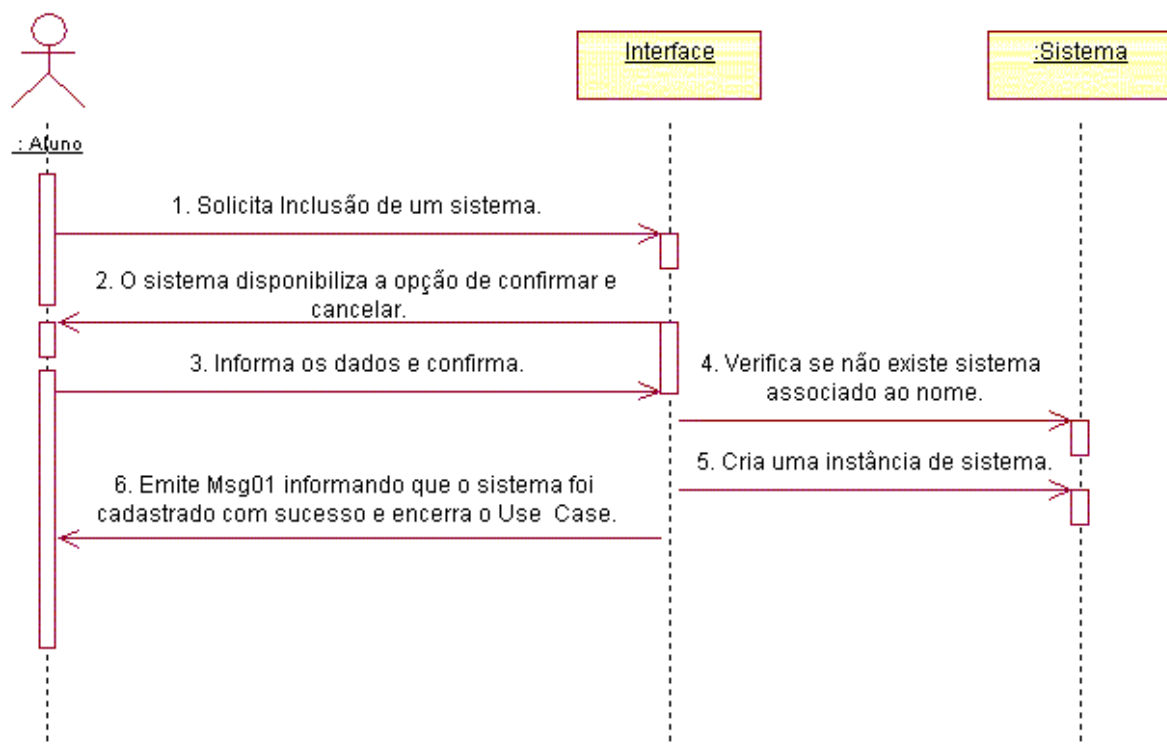 Interface
:Sistema
: Aluno
1. Solicita Inclusão de um sistema.
2. O sistema disponibiliza a opção de confirmar e
cancelar.
3. Informa os dados e confirma.
4. Verifica se não existe sistema
associado ao nome.
5. Cria uma instância de sistema.
6. Emite Msg01 informando que o sistema foi
cadastrado com sucesso e encerra o Use Case.